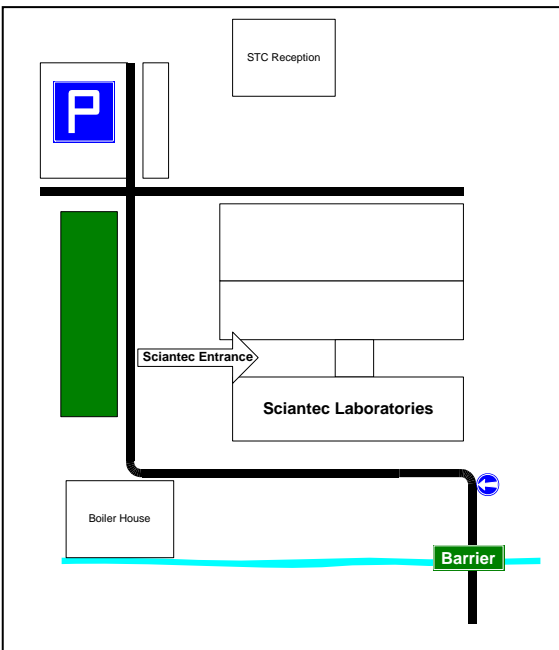 STC Reception
P
Sciantec Entrance
Sciantec Laboratories
Boiler House
Barrier